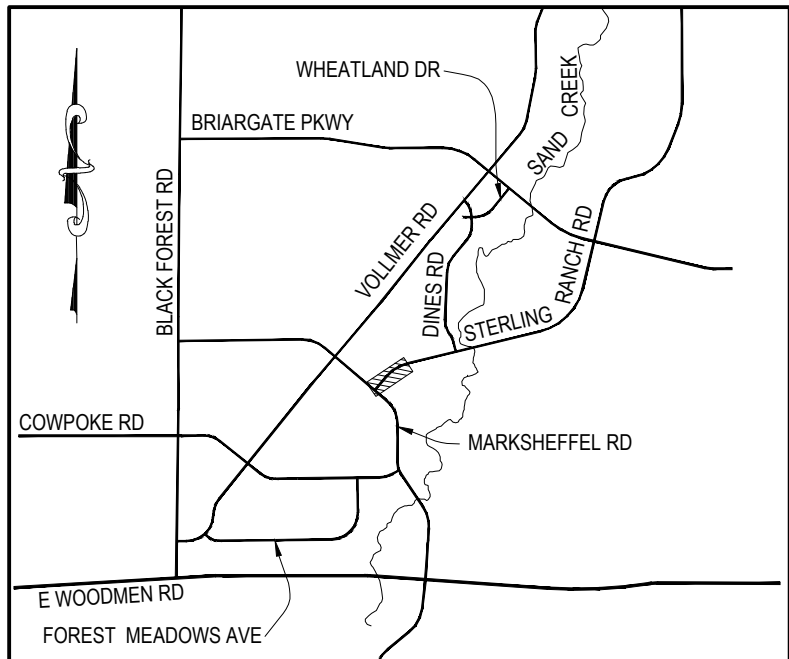 WHEATLAND DR
SAND CREEK
BRIARGATE PKWY
BLACK FOREST RD
VOLLMER RD
DINES RD
STERLING RANCH RD
COWPOKE RD
MARKSHEFFEL RD
E WOODMEN RD
FOREST MEADOWS AVE